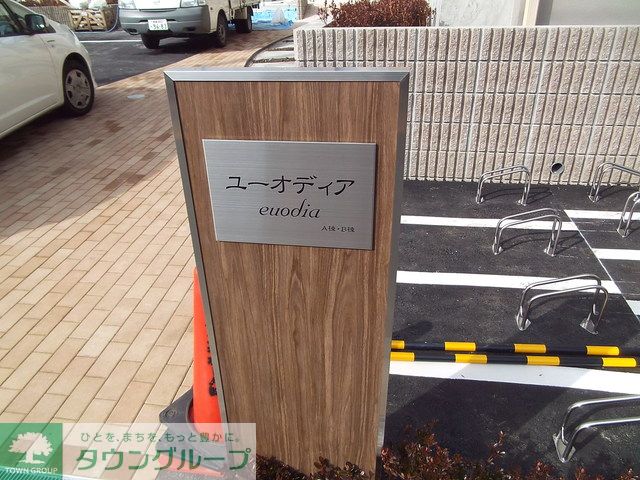 ユーオディア
euodia
A棟・B棟
ひとを、まちを、もっと豊かに。
タウングループ
TOWN GROUP